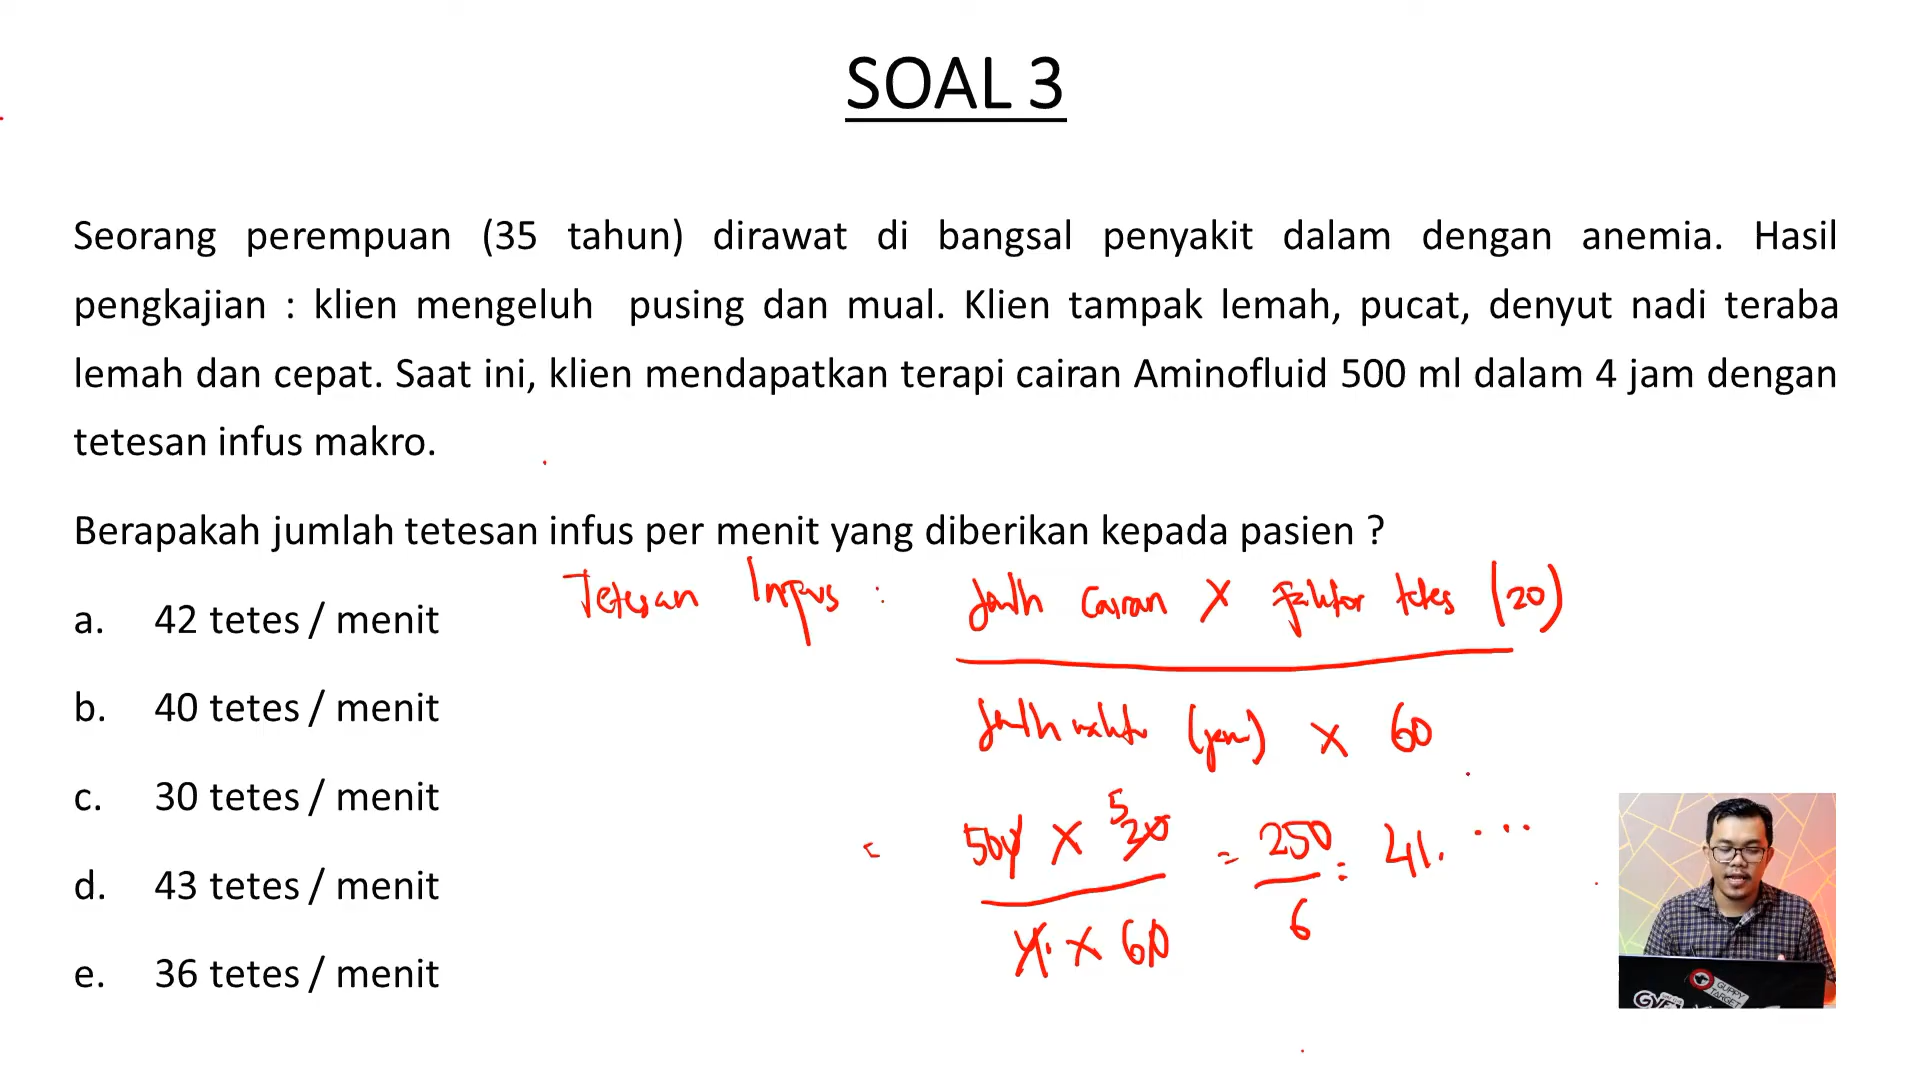 SOAL 3
Seorang perempuan (35 tahun) dirawat di bangsal penyakit dalam dengan anemia. Hasil
pengkajian : klien mengeluh pusing dan mual. Klien tampak lemah, pucat, denyut nadi teraba
lemah dan cepat. Saat ini, klien mendapatkan terapi cairan Aminofluid 500 ml dalam 4 jam dengan
tetesan infus makro.
Berapakah jumlah tetesan infus per menit yang diberikan kepada pasien ?
Tetesan Infus : Jmlh Cairan X Faktor tetes (20)
Jmlh waktu (jam) X 60
a. 42 tetes / menit
b. 40 tetes / menit
c. 30 tetes / menit
d. 43 tetes / menit
e. 36 tetes / menit
= 500 X 20 5 = 250 = 41. ...
4 X 60 6
GUPPY
TARGET